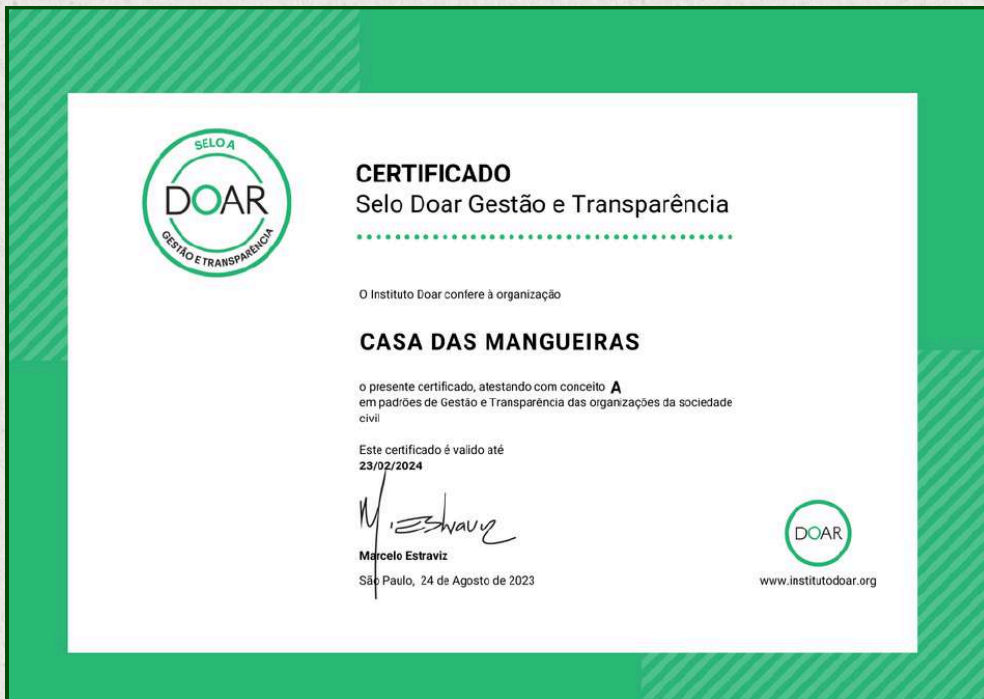 SELO A
DOAR
GESTÃO E TRANSPARÊNCIA
CERTIFICADO
Selo Doar Gestão e Transparência
O Instituto Doar confere à organização
CASA DAS MANGUEIRAS
o presente certificado, atestando com conceito A
em padrões de Gestão e Transparência das organizações da sociedade
civil
Este certificado é valido até
23/02/2024
M.Estraviz
Marcelo Estraviz
São Paulo, 24 de Agosto de 2023
DOAR
www.institutodoar.org